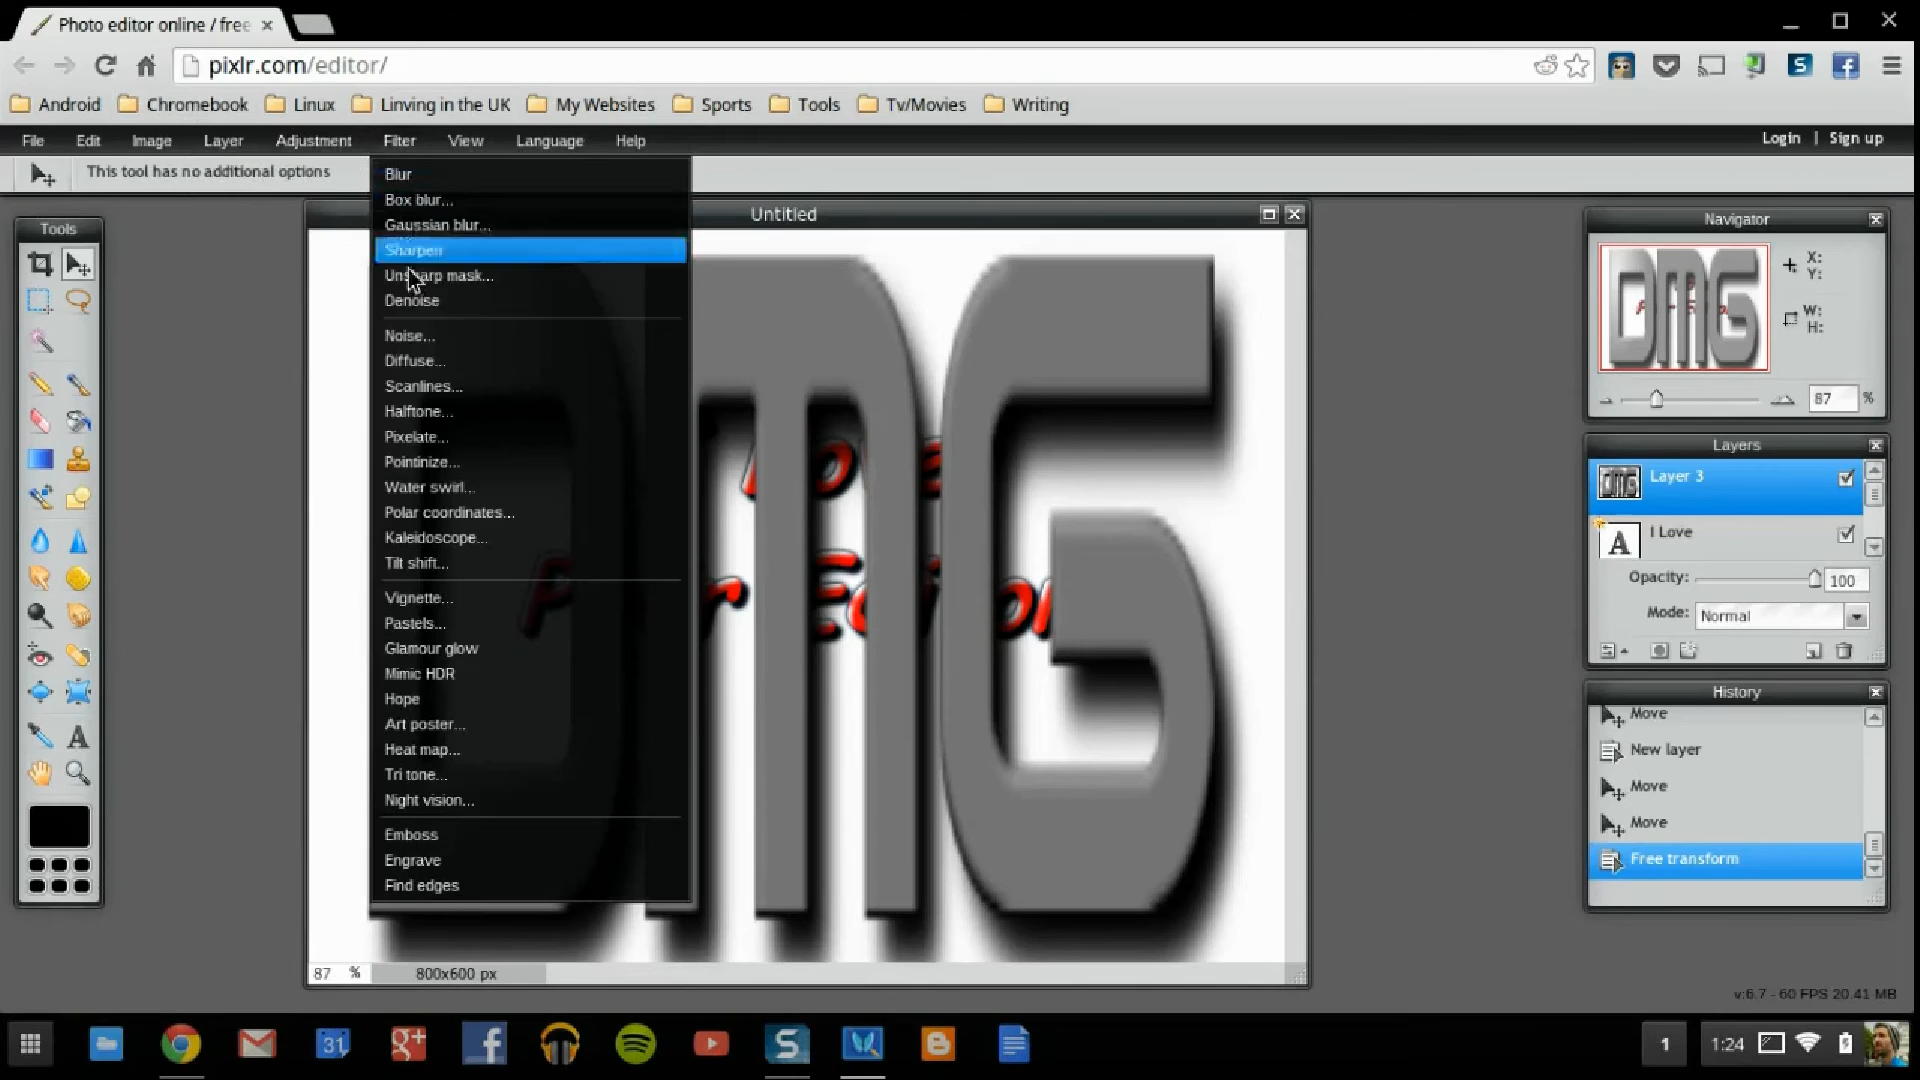 Photo editor online / free
pixlr.com/editor/
Android Chromebook Linux Linving in the UK My Websites Sports Tools Tv/Movies Writing
File Edit Image Layer Adjustment Filter View Language Help Login | Sign up
This tool has no additional options
Tools
Blur
Box blur...
Gaussian blur...
Sharpen
Unsharp mask...
Denoise
Noise...
Diffuse...
Scanlines...
Halftone...
Pixelate...
Pointinize...
Water swirl...
Polar coordinates...
Kaleidoscope...
Tilt shift...
Vignette...
Pastels...
Glamour glow
Mimic HDR
Hope
Art poster...
Heat map...
Tri tone...
Night vision...
Emboss
Engrave
Find edges
Untitled
DMG
87 % 800x600 px
Navigator
DMG
X:
Y:
W:
H:
87 %
Layers
DMG Layer 3
A I Love
Opacity: 100
Mode: Normal
History
Move
New layer
Move
Move
Free transform
v:6.7 - 60 FPS 20.41 MB
31 g+ f S B 1 1:24